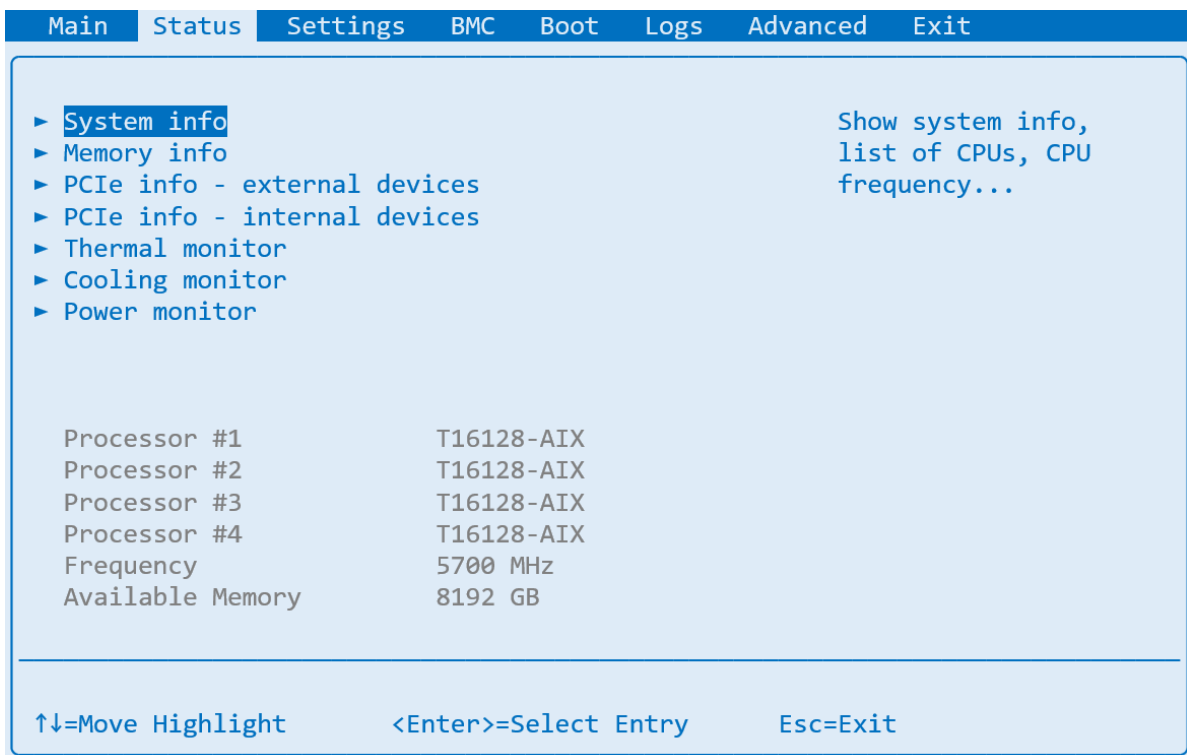 Main Status Settings BMC Boot Logs Advanced Exit
► System info
► Memory info
► PCIe info - external devices
► PCIe info - internal devices
► Thermal monitor
► Cooling monitor
► Power monitor
Show system info,
list of CPUs, CPU
frequency...
Processor #1 T16128-AIX
Processor #2 T16128-AIX
Processor #3 T16128-AIX
Processor #4 T16128-AIX
Frequency 5700 MHz
Available Memory 8192 GB
↑↓=Move Highlight <Enter>=Select Entry Esc=Exit